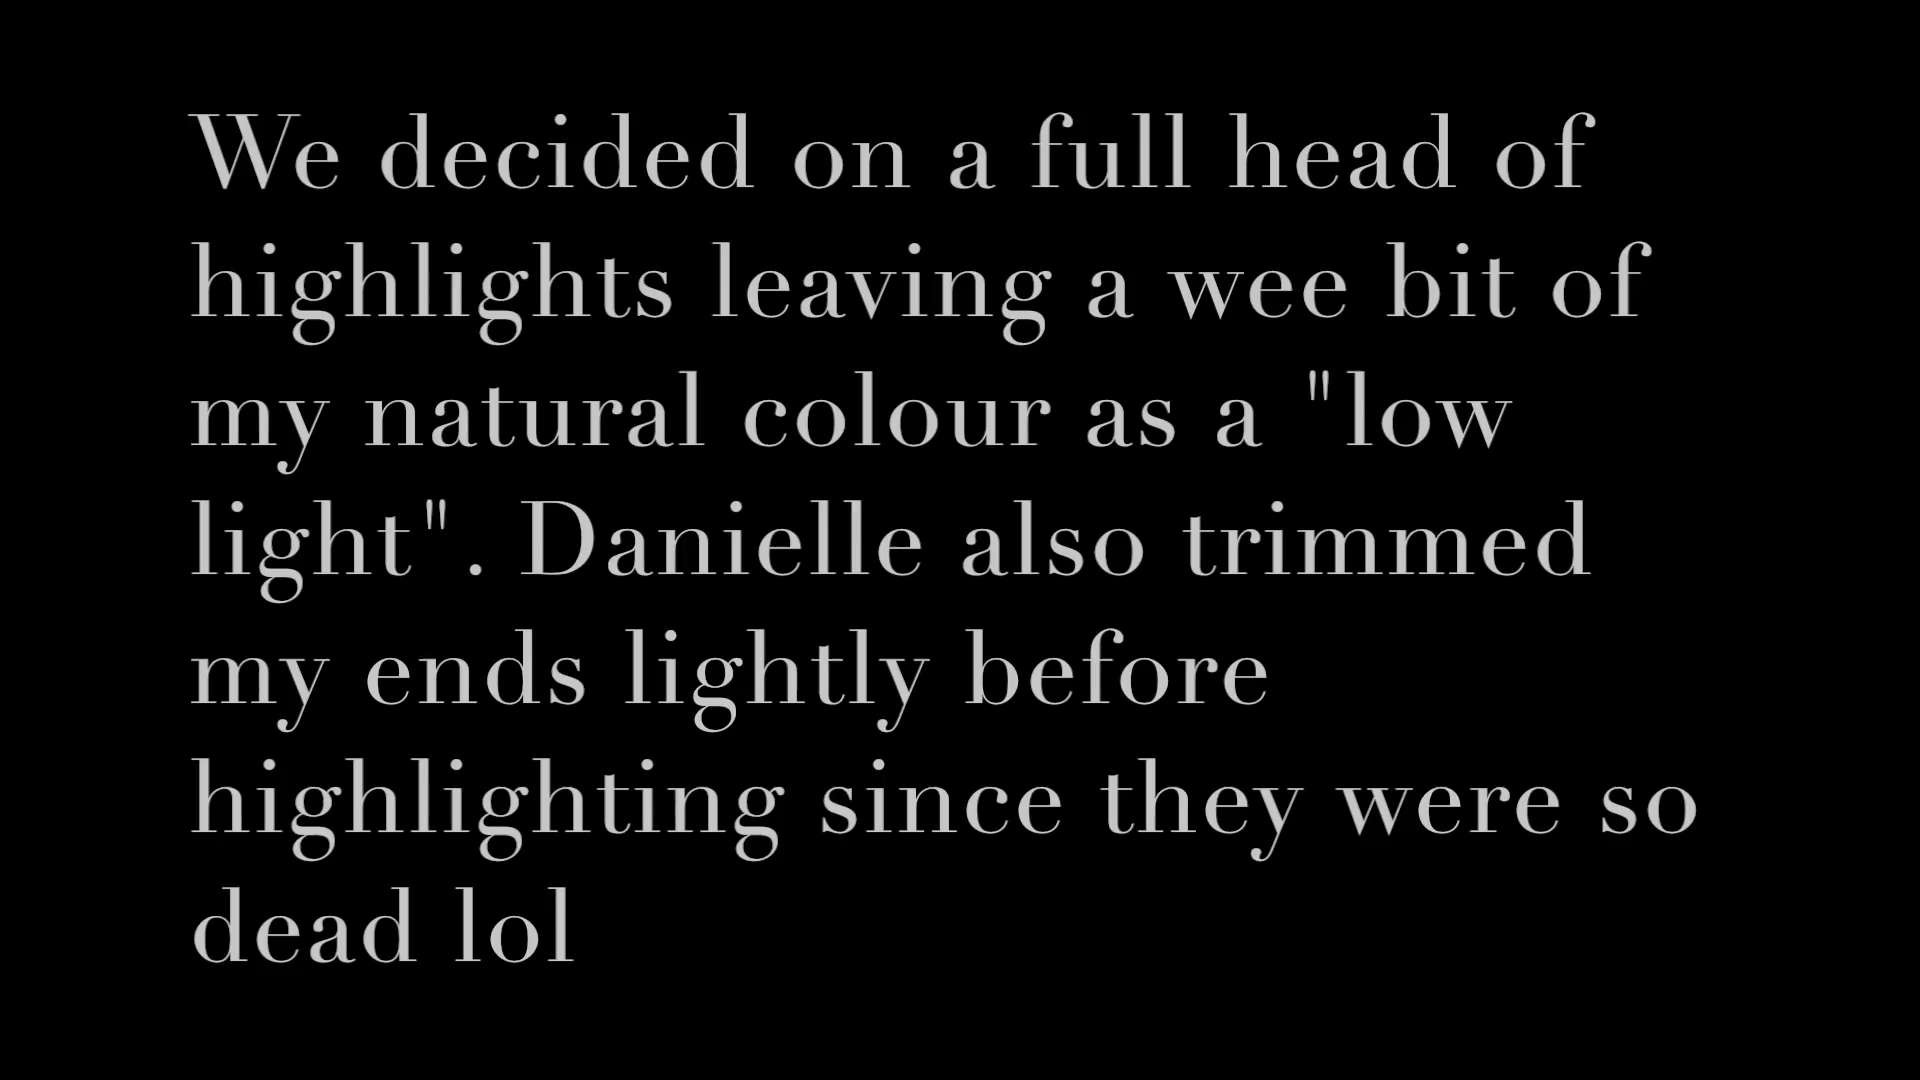 We decided on a full head of
highlights leaving a wee bit of
my natural colour as a "low
light". Danielle also trimmed
my ends lightly before
highlighting since they were so
dead lol